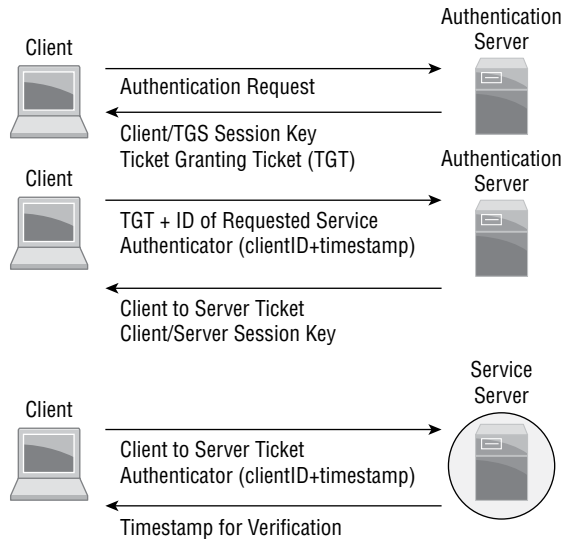 Authentication
Server
Client
Authentication Request
Client/TGS Session Key
Ticket Granting Ticket (TGT)
Authentication
Server
Client
TGT + ID of Requested Service
Authenticator (clientID+timestamp)
Client to Server Ticket
Client/Server Session Key
Service
Server
Client
Client to Server Ticket
Authenticator (clientID+timestamp)
Timestamp for Verification